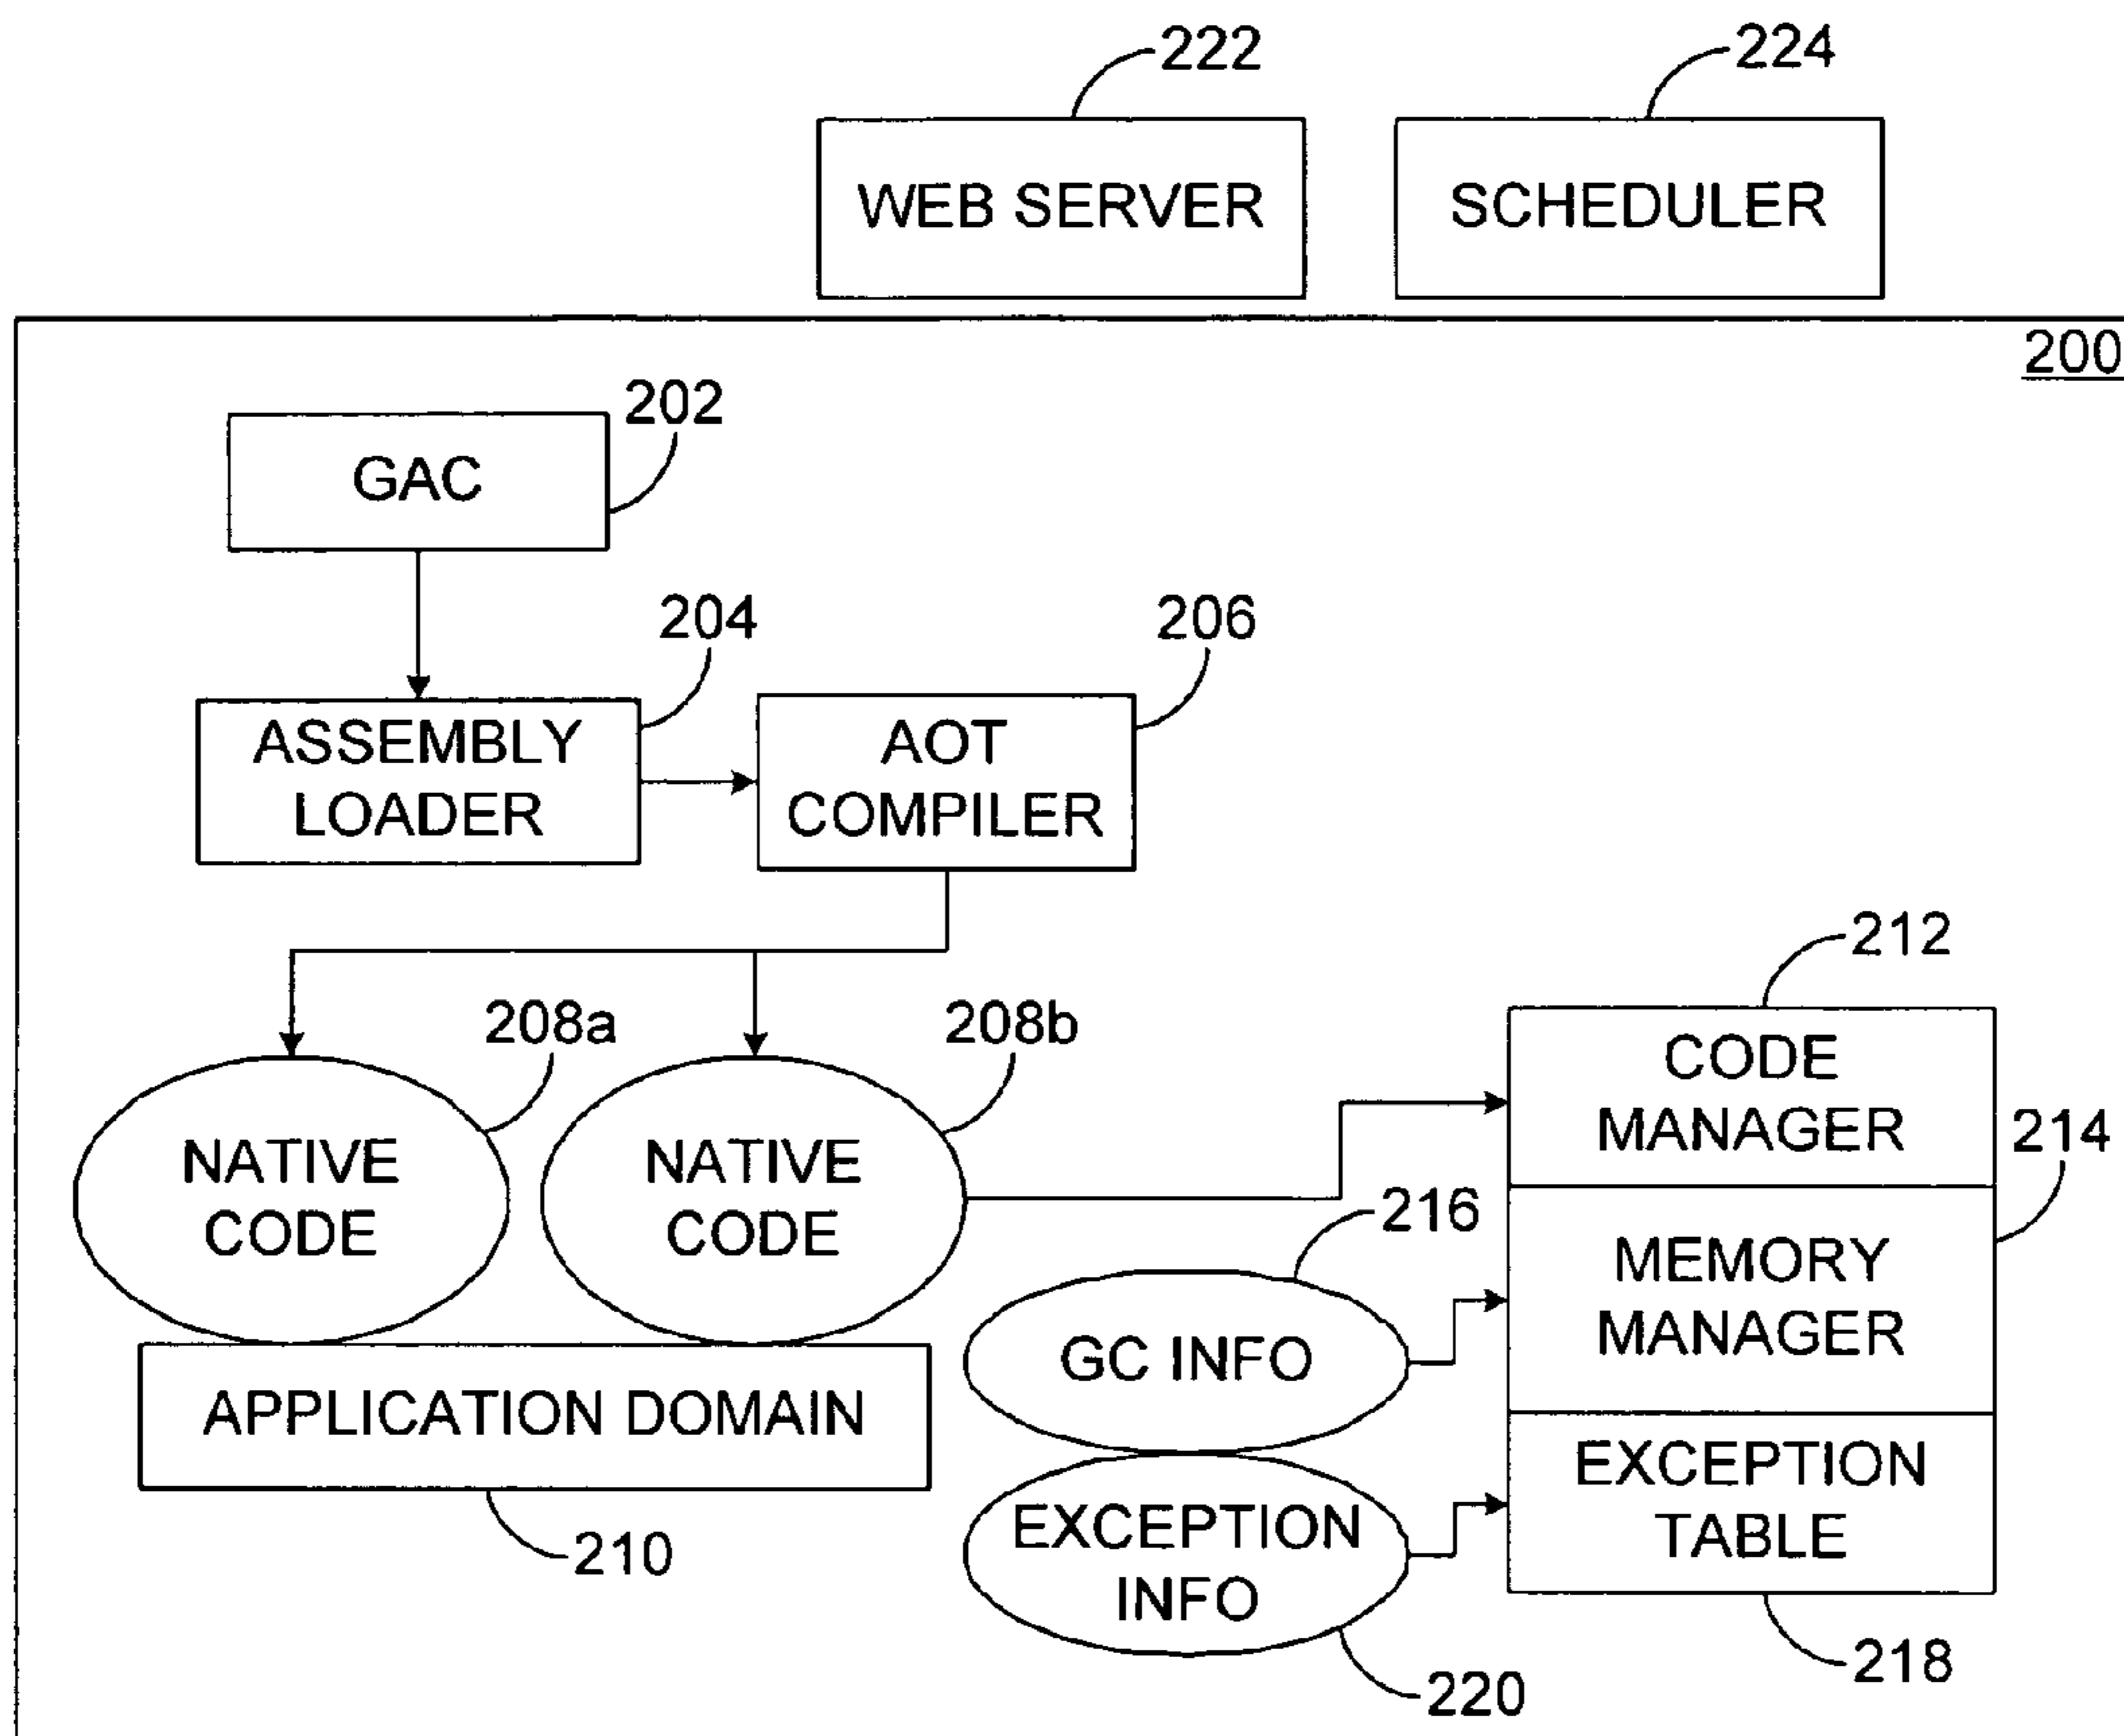 222
224
WEB SERVER
SCHEDULER
200
202
GAC
204
206
ASSEMBLY
LOADER
AOT
COMPILER
212
208a
208b
CODE
MANAGER
214
NATIVE
CODE
NATIVE
CODE
216
MEMORY
MANAGER
GC INFO
APPLICATION DOMAIN
EXCEPTION
TABLE
EXCEPTION
INFO
210
218
220